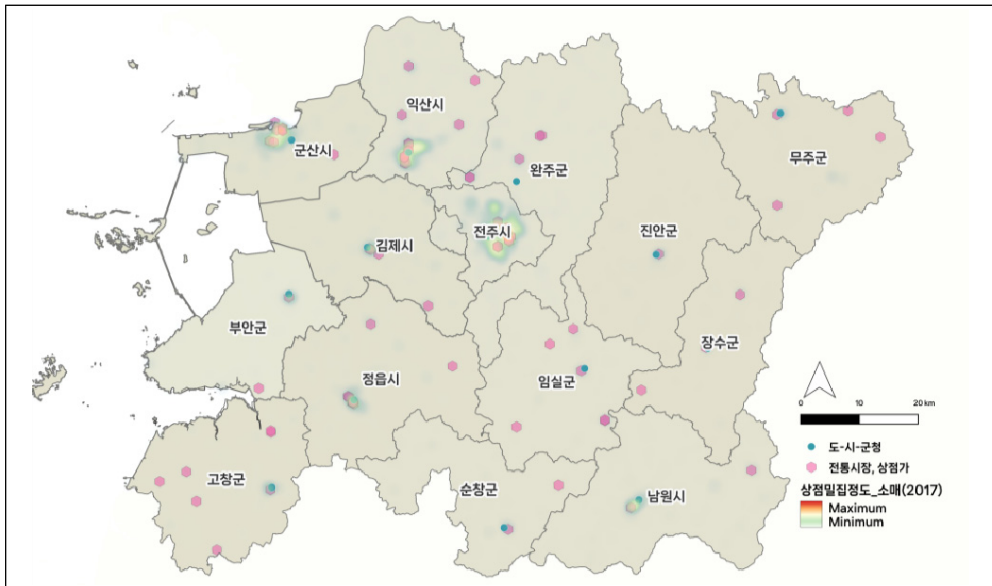 익산시
군산시
완주군
무주군
전주시
진안군
김제시
부안군
장수군
정읍시
임실군
고창군
순창군
남원시
0 10 20 km
도-시-군청
전통시장, 상점가
상점밀집정도_소매(2017)
Maximum
Minimum